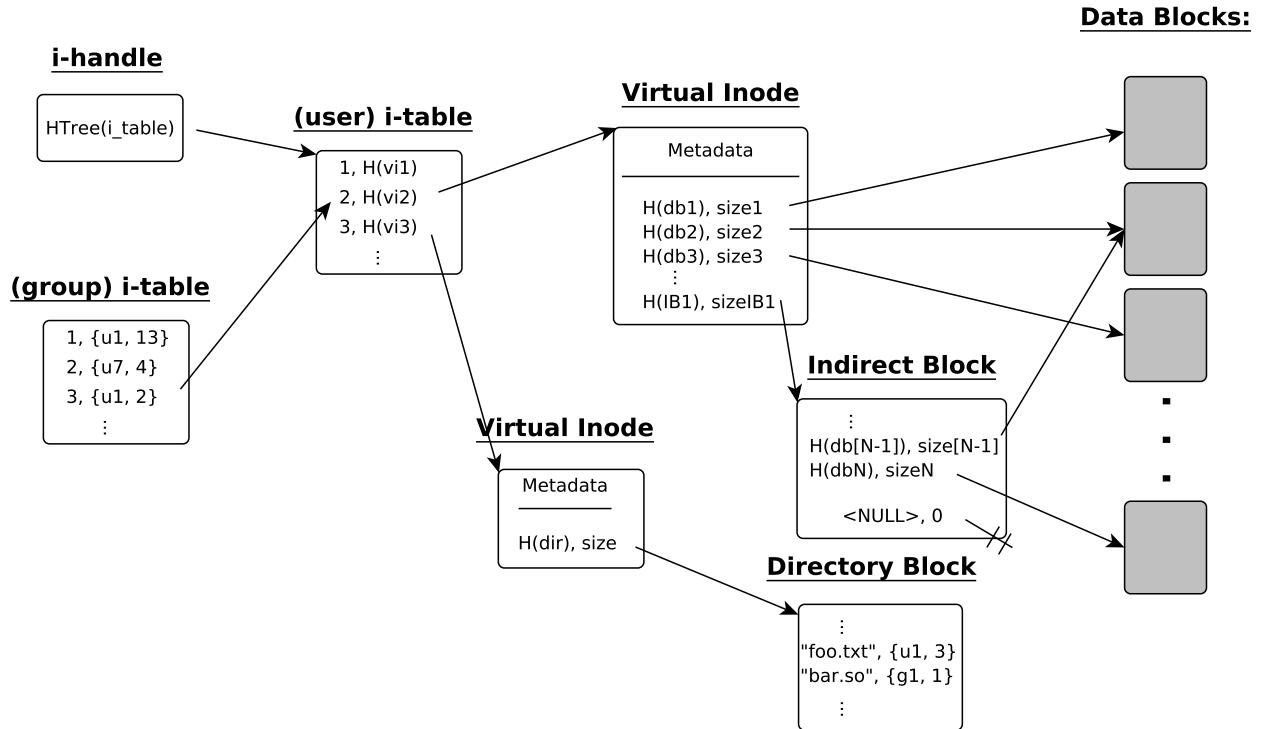 i-handle
HTree(i_table)
(user) i-table
1, H(vi1)
2, H(vi2)
3, H(vi3)
⋮
(group) i-table
1, {u1, 13}
2, {u7, 4}
3, {u1, 2}
⋮
Virtual Inode
Metadata
H(db1), size1
H(db2), size2
H(db3), size3
⋮
H(IB1), sizeIB1
Virtual Inode
Metadata
H(dir), size
Indirect Block
⋮
H(db[N-1]), size[N-1]
H(dbN), sizeN
<NULL>, 0
Directory Block
⋮
"foo.txt", {u1, 3}
"bar.so", {g1, 1}
⋮
Data Blocks: